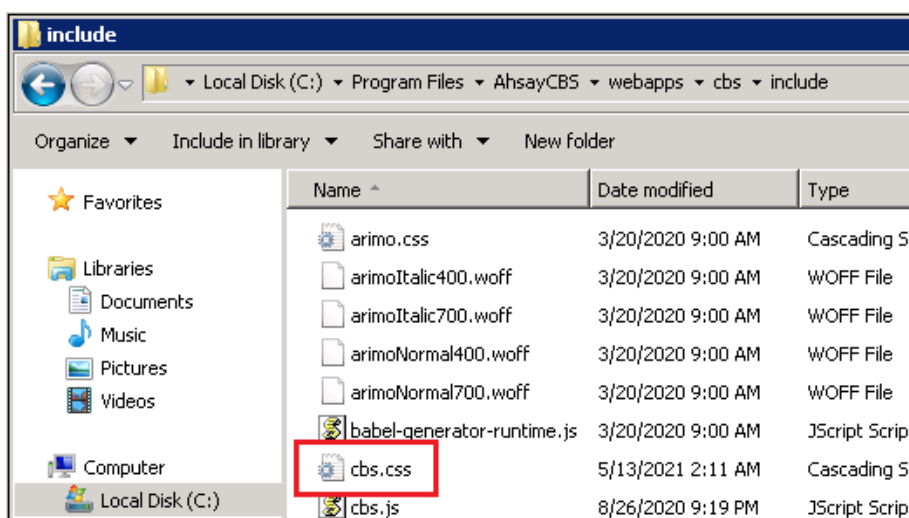 include
Local Disk (C:) Program Files AhsayCBS webapps cbs include
Organize Include in library Share with New folder
Favorites
Libraries
Documents
Music
Pictures
Videos
Computer
Local Disk (C:)
Name Date modified Type
arimo.css 3/20/2020 9:00 AM Cascading S
arimoItalic400.woff 3/20/2020 9:00 AM WOFF File
arimoItalic700.woff 3/20/2020 9:00 AM WOFF File
arimoNormal400.woff 3/20/2020 9:00 AM WOFF File
arimoNormal700.woff 3/20/2020 9:00 AM WOFF File
babel-generator-runtime.js 3/20/2020 9:00 AM JScript Scrip
cbs.css 5/13/2021 2:11 AM Cascading S
cbs.js 8/26/2020 9:19 PM JScript Scrip